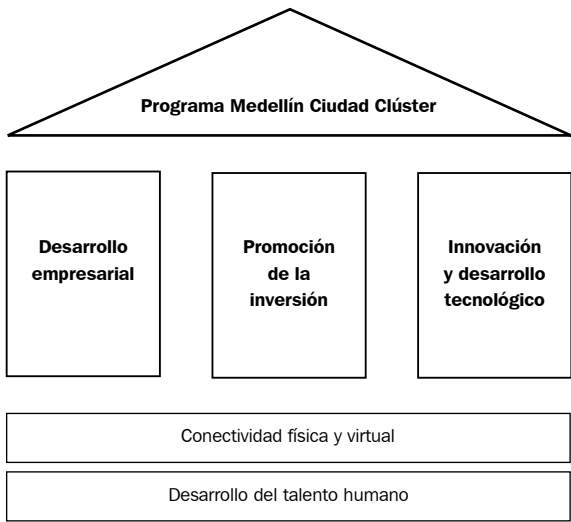 Programa Medellín Ciudad Clúster
Desarrollo
empresarial
Promoción
de la
inversión
Innovación
y desarrollo
tecnológico
Conectividad física y virtual
Desarrollo del talento humano